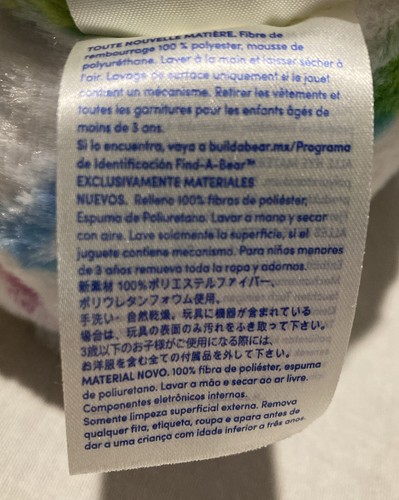 TOUTE NOUVELLE MATIÈRE. Fibre de
rembourrage 100 % polyester, mousse de
polyuréthane. Laver à la main et laisser sécher à
l'air. Lavage de surface uniquement si le jouet
contient un mécanisme. Retirer les vêtements et
toutes les garnitures pour les enfants âgés de
moins de 3 ans.
Si lo encuentra, vaya a buildabear.mx/Programa
de Identificación Find-A-Bear™
EXCLUSIVAMENTE MATERIALES
NUEVOS. Relleno 100% fibras de poliéster,
Espuma de Poliuretano. Lavar a mano y secar
con aire. Lave solamente la superficie, si el
juguete contiene mecanismo. Para niños menores
de 3 años remueva toda la ropa y adornos.
新素材 100%ポリエステルファイバー、
ポリウレタンフォウム使用。
手洗い・自然乾燥。玩具に機器が含まれている
場合は、玩具の表面のみ汚れをふき取って下さい。
3歳以下のお子様がご使用になる際には、
お洋服を含む全ての付属品を外して下さい。
MATERIAL NOVO. 100% fibra de poliéster, espuma
de poliuretano. Lavar a mão e secar ao ar livre.
Componentes eletrônicos internos.
Somente limpeza superficial externa. Remova
qualquer fita, etiqueta, roupa e apara antes de
dar a uma criança com idade inferior a três anos.